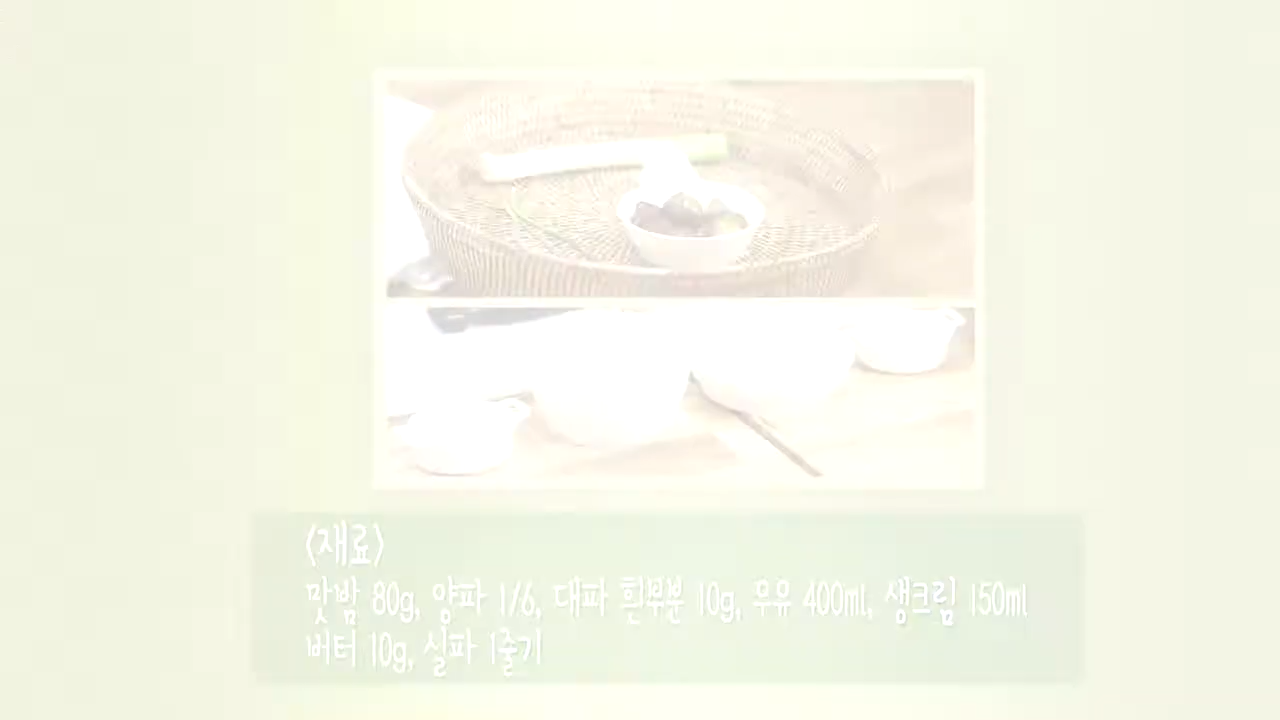 <재료>
맛밤 80g, 양파 1/6, 대파 흰부분 10g, 우유 400ml, 생크림 150ml
버터 10g, 실파 1줄기